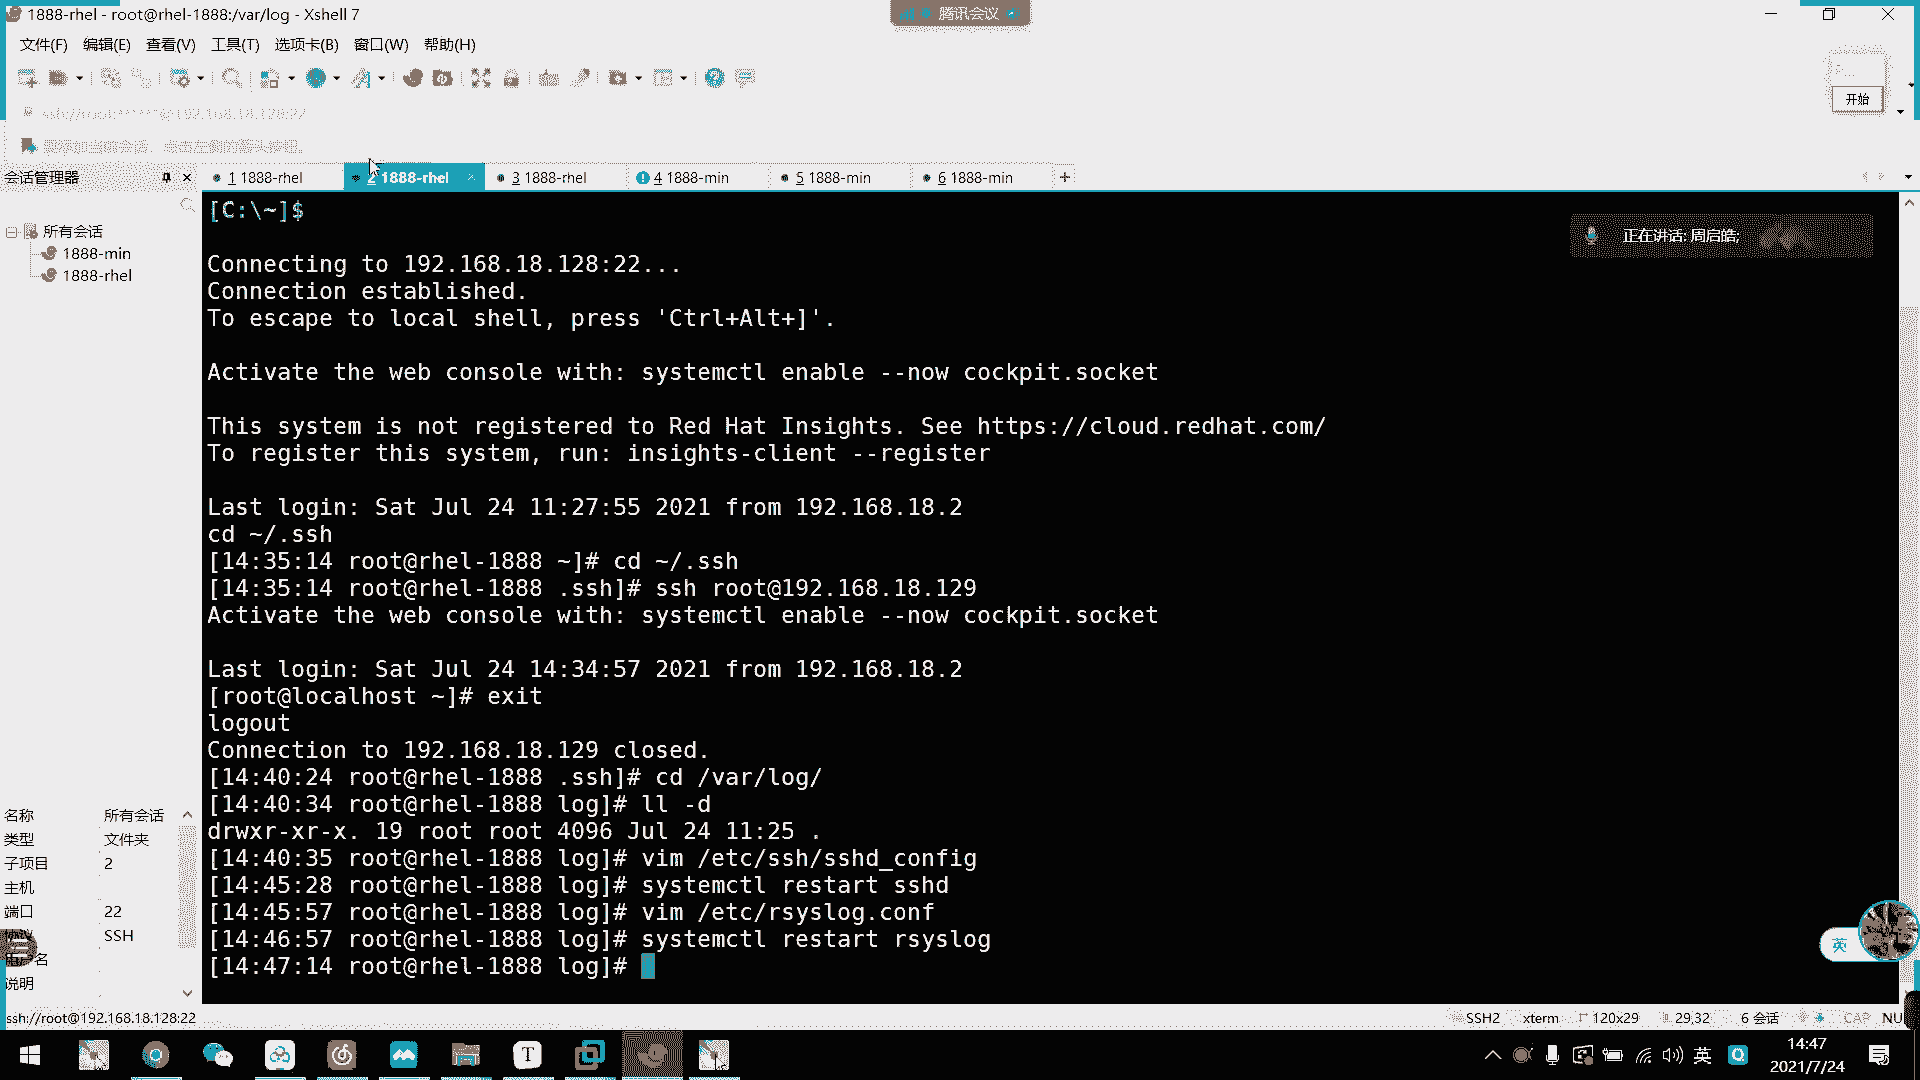 1888-rhel - root@rhel-1888:/var/log - Xshell 7
腾讯会议
文件(F) 编辑(E) 查看(V) 工具(T) 选项卡(B) 窗口(W) 帮助(H)
开始
会话管理器
1 1888-rhel
2 1888-rhel
3 1888-rhel
4 1888-min
5 1888-min
6 1888-min
所有会话
1888-min
1888-rhel
正在讲话: 周启皓;
[C:\~]$
Connecting to 192.168.18.128:22...
Connection established.
To escape to local shell, press 'Ctrl+Alt+]'.
Activate the web console with: systemctl enable --now cockpit.socket
This system is not registered to Red Hat Insights. See https://cloud.redhat.com/
To register this system, run: insights-client --register
Last login: Sat Jul 24 11:27:55 2021 from 192.168.18.2
cd ~/.ssh
[14:35:14 root@rhel-1888 ~]# cd ~/.ssh
[14:35:14 root@rhel-1888 .ssh]# ssh root@192.168.18.129
Activate the web console with: systemctl enable --now cockpit.socket
Last login: Sat Jul 24 14:34:57 2021 from 192.168.18.2
[root@localhost ~]# exit
logout
Connection to 192.168.18.129 closed.
[14:40:24 root@rhel-1888 .ssh]# cd /var/log/
[14:40:34 root@rhel-1888 log]# ll -d
drwxr-xr-x. 19 root root 4096 Jul 24 11:25 .
[14:40:35 root@rhel-1888 log]# vim /etc/ssh/sshd_config
[14:45:28 root@rhel-1888 log]# systemctl restart sshd
[14:45:57 root@rhel-1888 log]# vim /etc/rsyslog.conf
[14:46:57 root@rhel-1888 log]# systemctl restart rsyslog
[14:47:14 root@rhel-1888 log]#
名称 所有会话
类型 文件夹
子项目 2
主机
端口 22
SSH
说明
英
ssh://root@192.168.18.128:22
SSH2 xterm 120x29 29,32 6 会话 CAP NU
英
14:47
2021/7/24